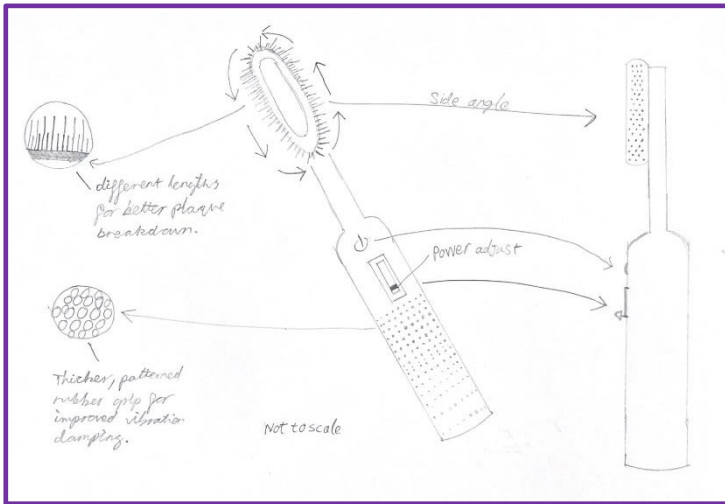 Side angle
different lengths
for better plaque
breakdown.
Power adjust
Thicker, patterned
rubber grip for
improved vibration
damping.
Not to scale